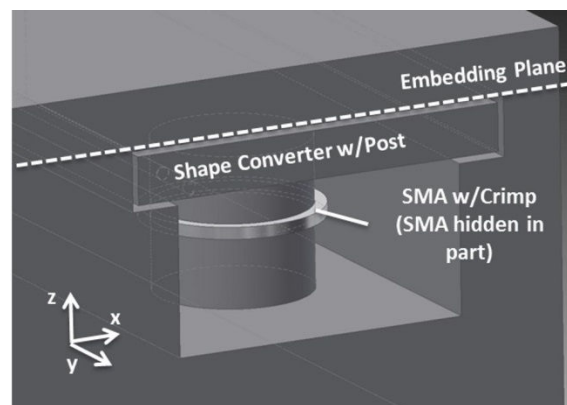 Embedding Plane
Shape Converter w/Post
SMA w/Crimp
(SMA hidden in
part)
z
x
y